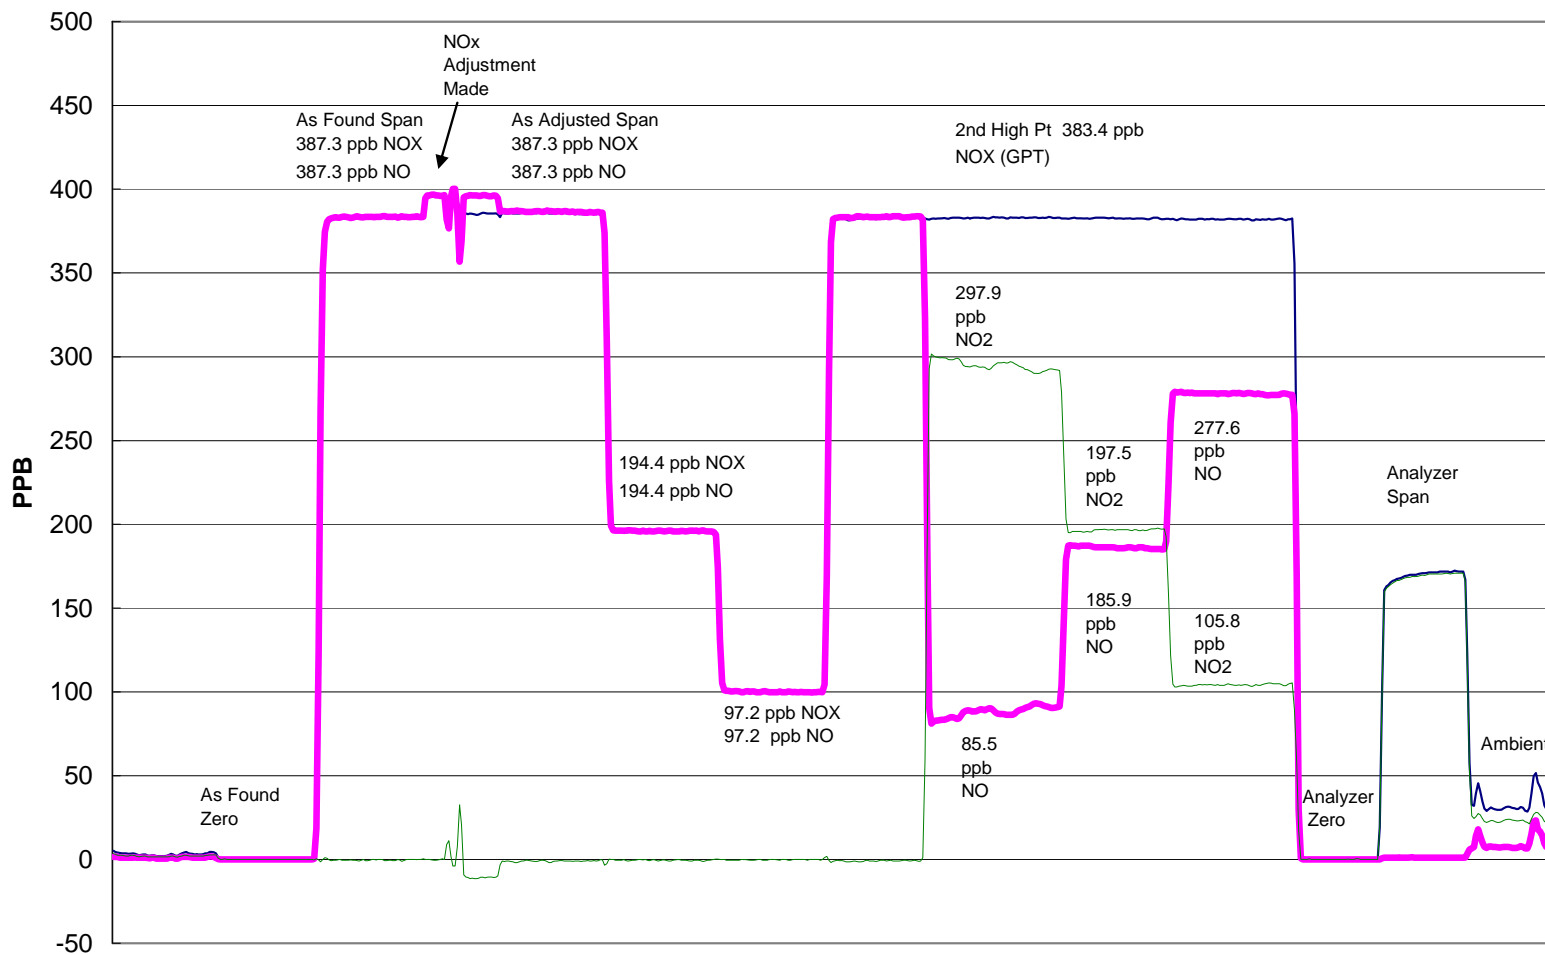 500
450
400
350
300
250
200
150
100
50
0
-50
PPB
NOx
Adjustment
Made
As Found Span
387.3 ppb NOX
387.3 ppb NO
As Adjusted Span
387.3 ppb NOX
387.3 ppb NO
2nd High Pt 383.4 ppb
NOX (GPT)
297.9
ppb
NO2
194.4 ppb NOX
194.4 ppb NO
197.5
ppb
NO2
277.6
ppb
NO
Analyzer
Span
185.9
ppb
NO
105.8
ppb
NO2
97.2 ppb NOX
97.2 ppb NO
85.5
ppb
NO
As Found
Zero
Analyzer
Zero
Ambient